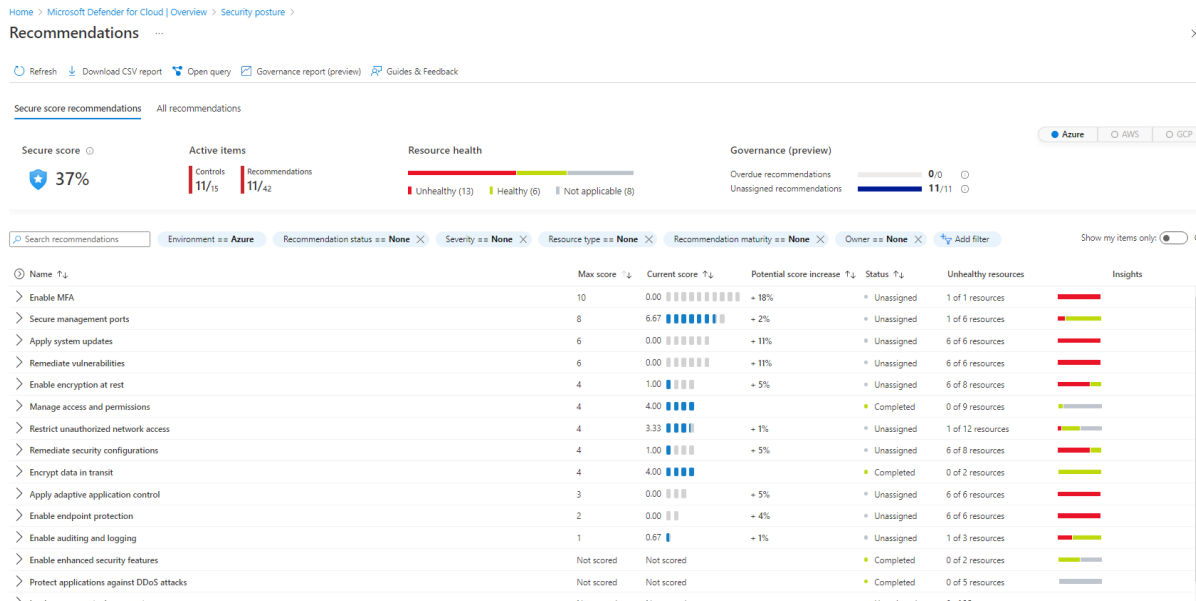 Home > Microsoft Defender for Cloud | Overview > Security posture >
Recommendations ...
Refresh Download CSV report Open query Governance report (preview) Guides & Feedback
Secure score recommendations All recommendations
Azure AWS GCP
Secure score Active items Resource health Governance (preview)
37% Controls 11/15 Recommendations 11/42
Unhealthy (13) Healthy (6) Not applicable (8)
Overdue recommendations 0/0
Unassigned recommendations 11/11
Search recommendations Environment == Azure Recommendation status == None Severity == None Resource type == None Recommendation maturity == None Owner == None Add filter Show my items only:
Name ↑↓ Max score ↑↓ Current score ↑↓ Potential score increase ↑↓ Status ↑↓ Unhealthy resources Insights
Enable MFA 10 0.00 + 18% Unassigned 1 of 1 resources
Secure management ports 8 6.67 + 2% Unassigned 1 of 6 resources
Apply system updates 6 0.00 + 11% Unassigned 6 of 6 resources
Remediate vulnerabilities 6 0.00 + 11% Unassigned 6 of 6 resources
Enable encryption at rest 4 1.00 + 5% Unassigned 6 of 8 resources
Manage access and permissions 4 4.00 Completed 0 of 9 resources
Restrict unauthorized network access 4 3.33 + 1% Unassigned 1 of 12 resources
Remediate security configurations 4 1.00 + 5% Unassigned 6 of 8 resources
Encrypt data in transit 4 4.00 Completed 0 of 2 resources
Apply adaptive application control 3 0.00 + 5% Unassigned 6 of 6 resources
Enable endpoint protection 2 0.00 + 4% Unassigned 6 of 6 resources
Enable auditing and logging 1 0.67 + 1% Unassigned 1 of 3 resources
Enable enhanced security features Not scored Not scored Completed 0 of 2 resources
Protect applications against DDoS attacks Not scored Not scored Completed 0 of 5 resources